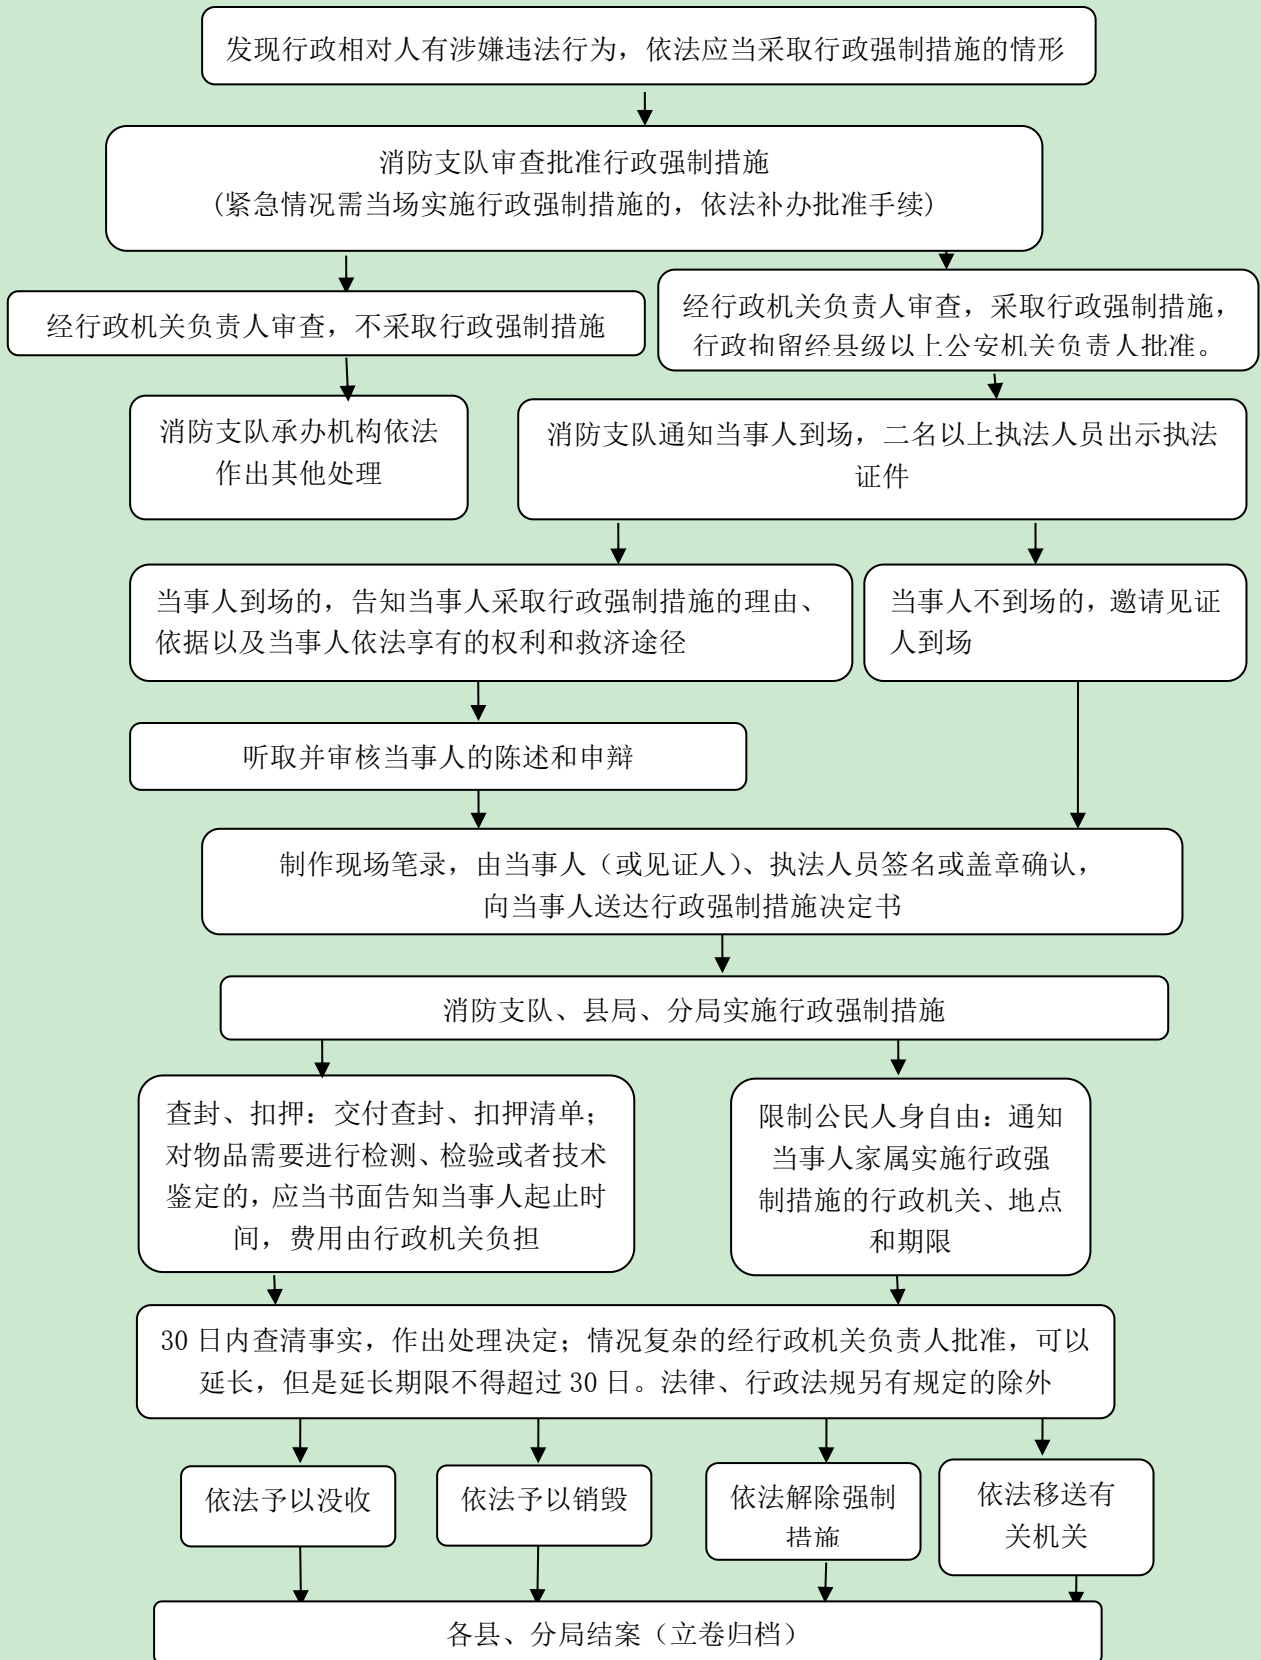 发现行政相对人有涉嫌违法行为，依法应当采取行政强制措施的情形
消防支队审查批准行政强制措施
(紧急情况需当场实施行政强制措施的，依法补办批准手续)
经行政机关负责人审查，不采取行政强制措施
经行政机关负责人审查，采取行政强制措施，
行政拘留经县级以上公安机关负责人批准。
消防支队承办机构依法
作出其他处理
消防支队通知当事人到场，二名以上执法人员出示执法
证件
当事人到场的，告知当事人采取行政强制措施的理由、
依据以及当事人依法享有的权利和救济途径
当事人不到场的，邀请见证
人到场
听取并审核当事人的陈述和申辩
制作现场笔录，由当事人（或见证人）、执法人员签名或盖章确认，
向当事人送达行政强制措施决定书
消防支队、县局、分局实施行政强制措施
查封、扣押：交付查封、扣押清单；
对物品需要进行检测、检验或者技术
鉴定的，应当书面告知当事人起止时
间，费用由行政机关负担
限制公民人身自由：通知
当事人家属实施行政强
制措施的行政机关、地点
和期限
30 日内查清事实，作出处理决定；情况复杂的经行政机关负责人批准，可以
延长，但是延长期限不得超过 30 日。法律、行政法规另有规定的除外
依法予以没收
依法予以销毁
依法解除强制
措施
依法移送有
关机关
各县、分局结案（立卷归档）